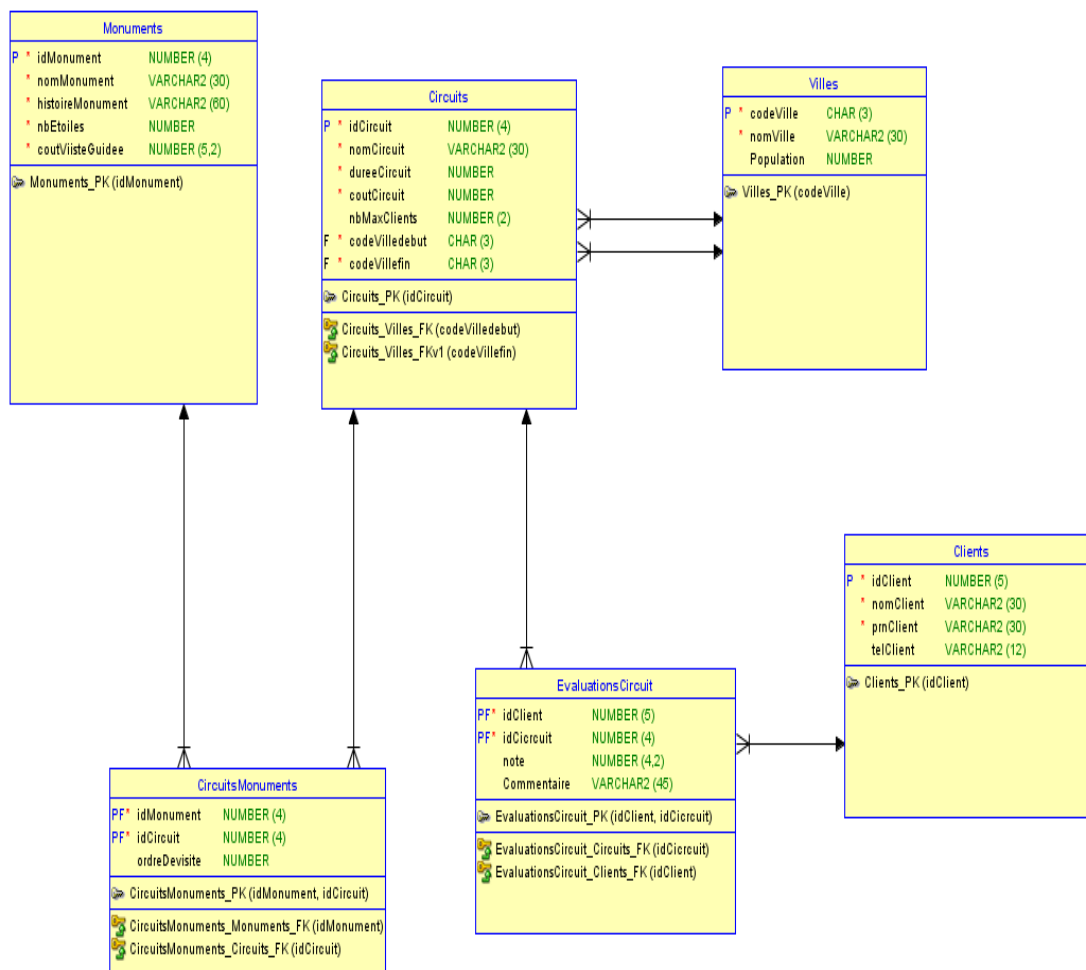 Monuments
P * idMonument NUMBER (4)
* nomMonument VARCHAR2 (30)
* histoireMonument VARCHAR2 (60)
* nbEtoiles NUMBER
* coutViisteGuidee NUMBER (5,2)
Monuments_PK (idMonument)
Circuits
P * idCircuit NUMBER (4)
* nomCircuit VARCHAR2 (30)
* dureeCircuit NUMBER
* coutCircuit NUMBER
nbMaxClients NUMBER (2)
F * codeVilledebut CHAR (3)
F * codeVillefin CHAR (3)
Circuits_PK (idCircuit)
Circuits_Villes_FK (codeVilledebut)
Circuits_Villes_FKv1 (codeVillefin)
Villes
P * codeVille CHAR (3)
* nomVille VARCHAR2 (30)
Population NUMBER
Villes_PK (codeVille)
Clients
P * idClient NUMBER (5)
* nomClient VARCHAR2 (30)
* prnClient VARCHAR2 (30)
telClient VARCHAR2 (12)
Clients_PK (idClient)
EvaluationsCircuit
PF* idClient NUMBER (5)
PF* idCicrcuit NUMBER (4)
note NUMBER (4,2)
Commentaire VARCHAR2 (45)
EvaluationsCircuit_PK (idClient, idCicrcuit)
EvaluationsCircuit_Circuits_FK (idCicrcuit)
EvaluationsCircuit_Clients_FK (idClient)
CircuitsMonuments
PF* idMonument NUMBER (4)
PF* idCircuit NUMBER (4)
ordreDevisite NUMBER
CircuitsMonuments_PK (idMonument, idCircuit)
CircuitsMonuments_Monuments_FK (idMonument)
CircuitsMonuments_Circuits_FK (idCircuit)